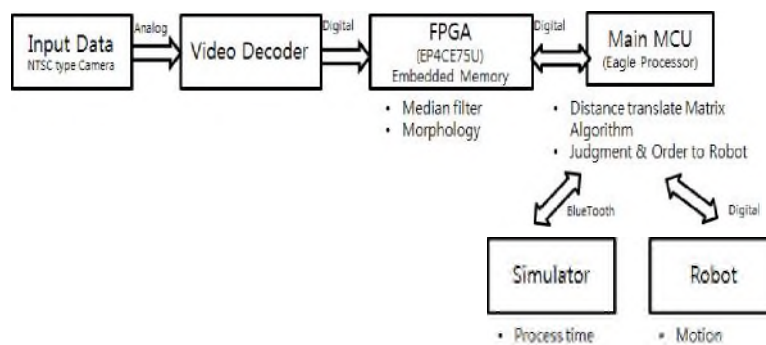 Input Data
NTSC type Camera
Analog
Video Decoder
Digital
FPGA
(EP4CE75U)
Embedded Memory
• Median filter
• Morphology
Digital
Main MCU
(Eagle Processor)
• Distance translate Matrix
Algorithm
• Judgment & Order to Robot
BlueTooth
Digital
Simulator
• Process time
Robot
• Motion